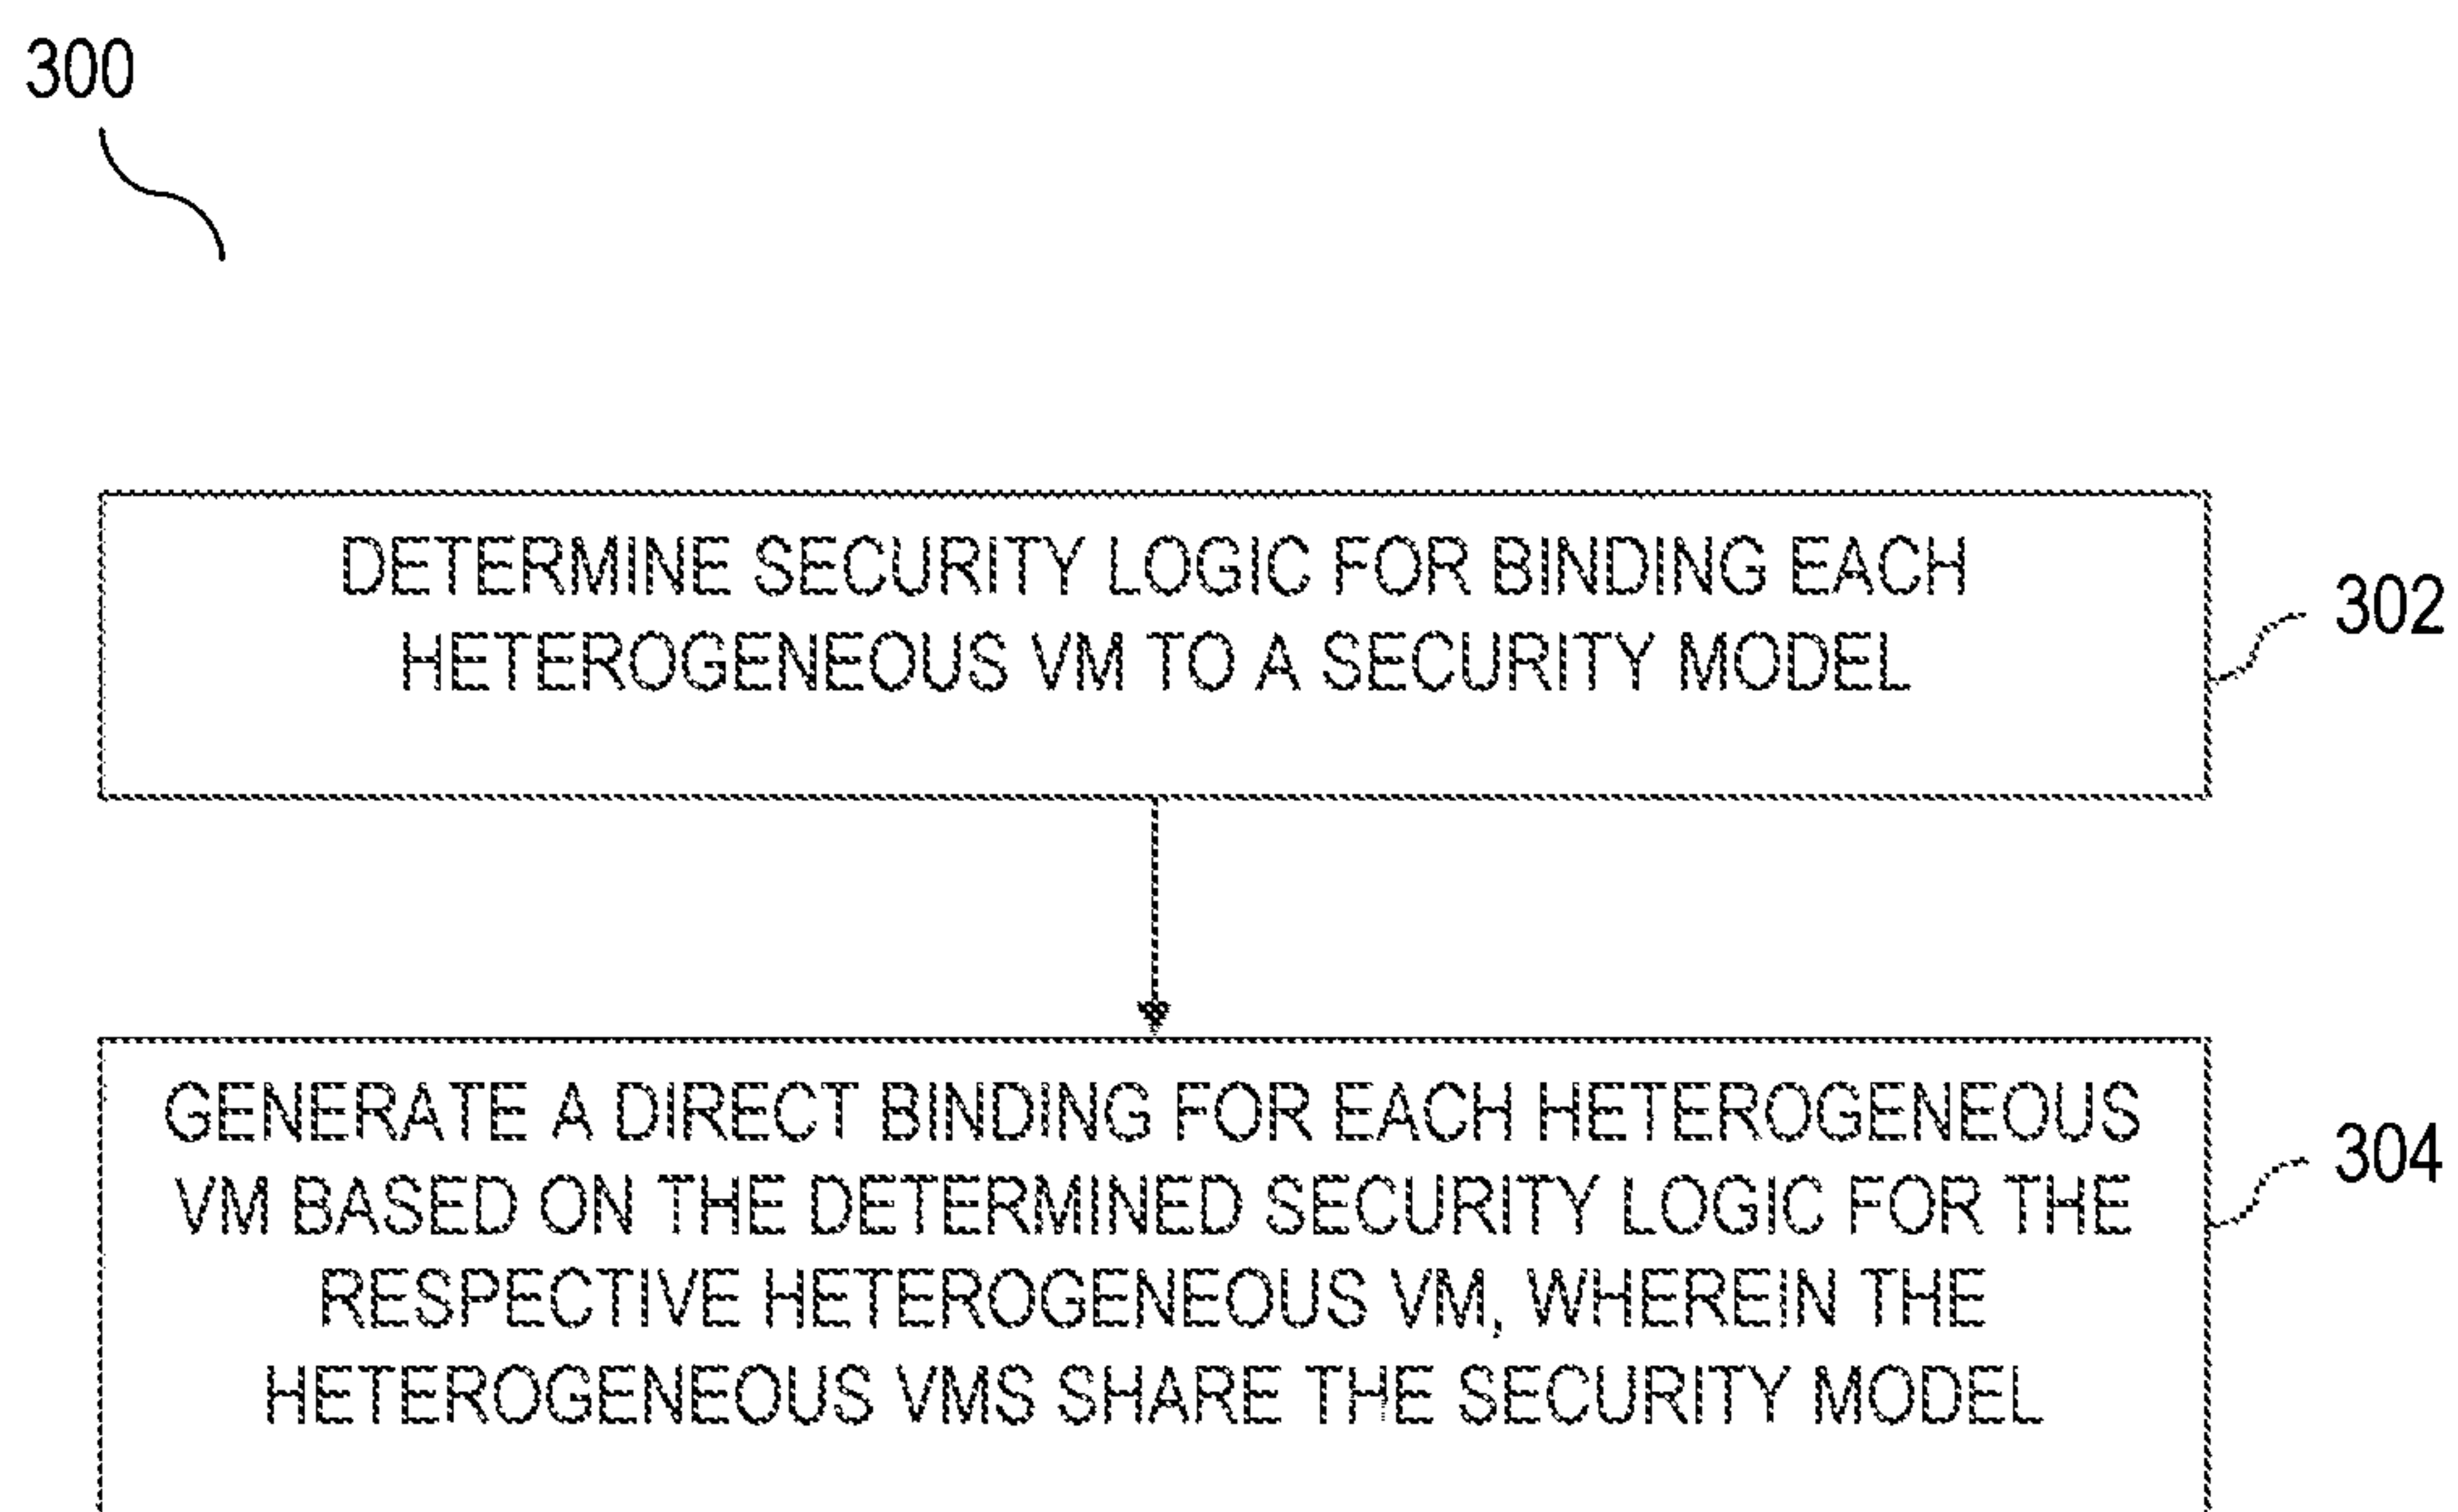 300
DETERMINE SECURITY LOGIC FOR BINDING EACH
HETEROGENEOUS VM TO A SECURITY MODEL
302
GENERATE A DIRECT BINDING FOR EACH HETEROGENEOUS
VM BASED ON THE DETERMINED SECURITY LOGIC FOR THE
RESPECTIVE HETEROGENEOUS VM, WHEREIN THE
HETEROGENEOUS VMS SHARE THE SECURITY MODEL
304